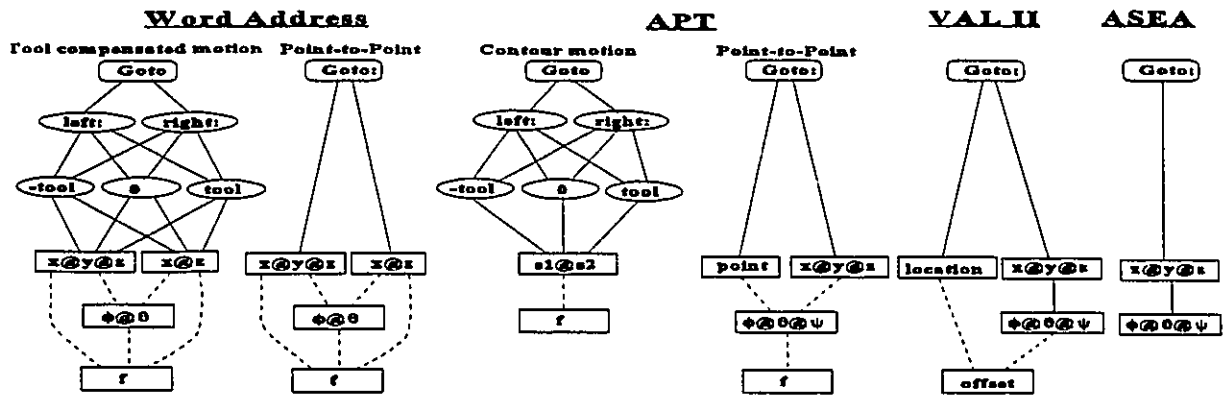 Word Address APT VAL II ASEA
Tool compensated motion Point-to-Point Contour motion Point-to-Point
Goto Goto: Goto Goto: Goto: Goto:
left: right: left: right:
-tool 0 tool -tool 0 tool
x@y@z x@z x@y@z x@z s1@s2 point x@y@z location x@y@z x@y@z
ϕ@θ ϕ@θ f ϕ@θ@ψ ϕ@θ@ψ ϕ@θ@ψ
f f f offset